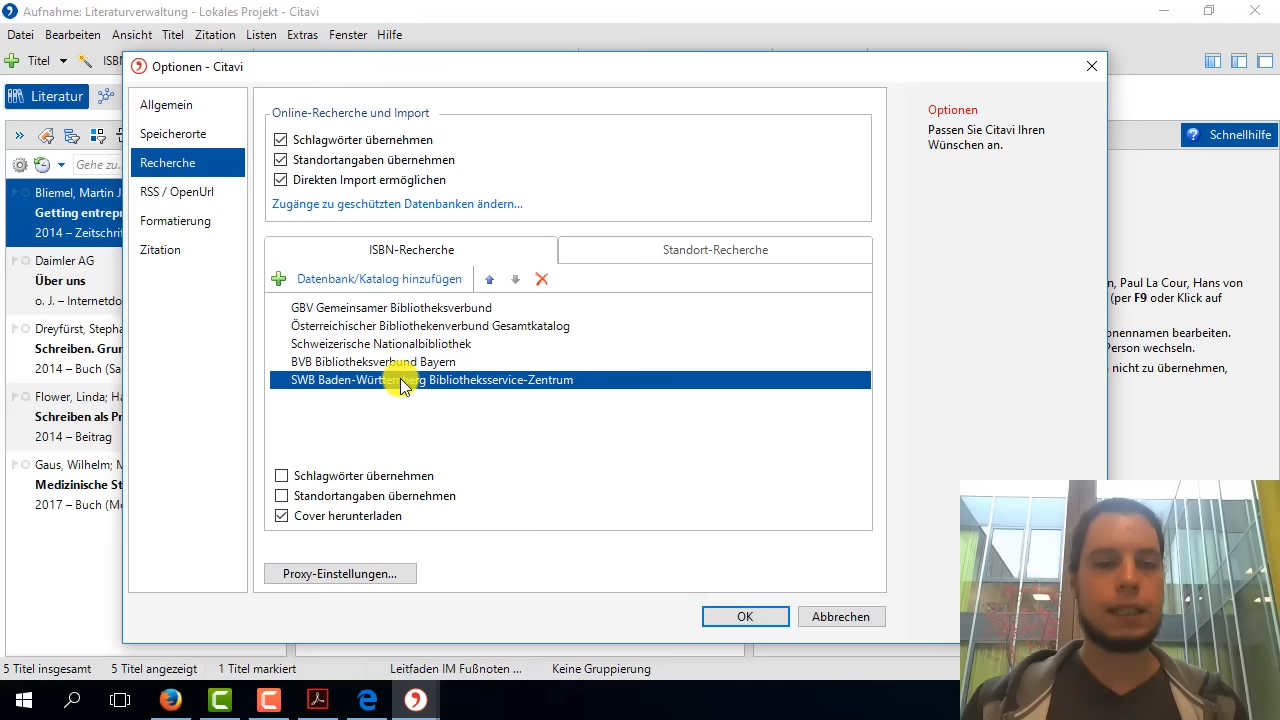 Aufnahme: Literaturverwaltung - Lokales Projekt - Citavi
Datei Bearbeiten Ansicht Titel Zitation Listen Extras Fenster Hilfe
Titel
Optionen - Citavi
Literatur
Allgemein
Speicherorte
Recherche
RSS / OpenUrl
Formatierung
Zitation
Online-Recherche und Import
Schlagwörter übernehmen
Standortangaben übernehmen
Direkten Import ermöglichen
Zugänge zu geschützten Datenbanken ändern...
ISBN-Recherche Standort-Recherche
Datenbank/Katalog hinzufügen
GBV Gemeinsamer Bibliotheksverbund
Österreichischer Bibliothekenverbund Gesamtkatalog
Schweizerische Nationalbibliothek
BVB Bibliotheksverbund Bayern
SWB Baden-Württemberg Bibliotheksservice-Zentrum
Schlagwörter übernehmen
Standortangaben übernehmen
Cover herunterladen
Proxy-Einstellungen...
OK Abbrechen
Optionen
Passen Sie Citavi Ihren
Wünschen an.
Schnellhilfe
Gehe zu...
Bliemel, Martin J.
Getting entrepr
2014 – Zeitschrift
Daimler AG
Über uns
o. J. – Internetdo
Dreyfürst, Stepha
Schreiben. Grun
2014 – Buch (Sa
Flower, Linda; Ha
Schreiben als Pr
2014 – Beitrag
Gaus, Wilhelm; M
Medizinische St
2017 – Buch (Mo
n, Paul La Cour, Hans von
(per F9 oder Klick auf
onennamen bearbeiten.
Person wechseln.
nicht zu übernehmen,
5 Titel insgesamt 5 Titel angezeigt 1 Titel markiert Leitfaden IM Fußnoten ... Keine Gruppierung